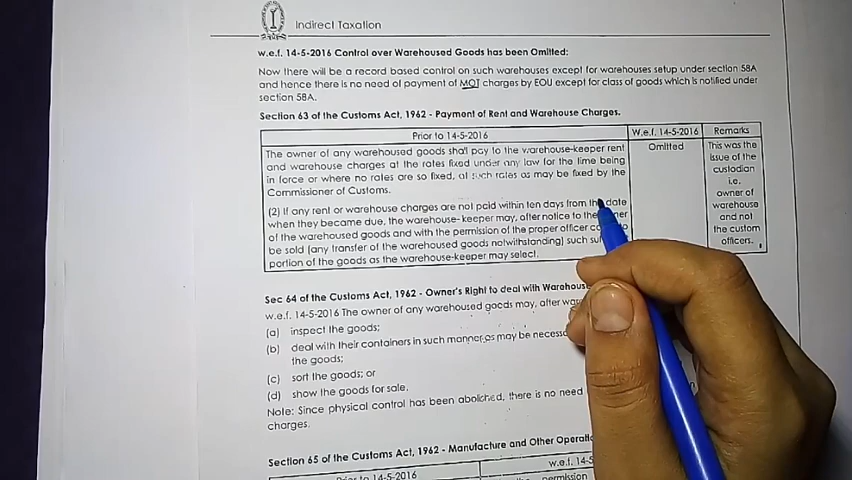 Indirect Taxation
w.e.f. 14-5-2016 Control over Warehoused Goods has been Omitted:
Now there will be a record based control on such warehouses except for warehouses setup under section 58A
and hence there is no need of payment of MOT charges by EOU except for class of goods which is notified under
section 58A.
Section 63 of the Customs Act, 1962 - Payment of Rent and Warehouse Charges.
Prior to 14-5-2016 W.e.f. 14-5-2016 Remarks
The owner of any warehoused goods shall pay to the warehouse-keeper rent
and warehouse charges at the rates fixed under any law for the time being
in force or where no rates are so fixed, at such rates as may be fixed by the
Commissioner of Customs.
(2) If any rent or warehouse charges are not paid within ten days from the date
when they became due, the warehouse-keeper may, after notice to the
of the warehoused goods and with the permission of the proper officer
be sold (any transfer of the warehoused goods notwithstanding) such
portion of the goods as the warehouse-keeper may select.
Omitted
This was the
issue of the
custodian
i.e.
owner of
warehouse
and not
the custom
officers.
Sec 64 of the Customs Act, 1962 - Owner's Right to deal with
w.e.f. 14-5-2016 The owner of any warehoused goods may, after
(a) inspect the goods;
(b) deal with their containers in such manner as may be
the goods;
(c) sort the goods; or
(d) show the goods for sale.
Note: Since physical control has been abolished, there is no need
charges.
Section 65 of the Customs Act, 1962 - Manufacture and Other
Prior to 14-5-2016 w.e.f.
permission